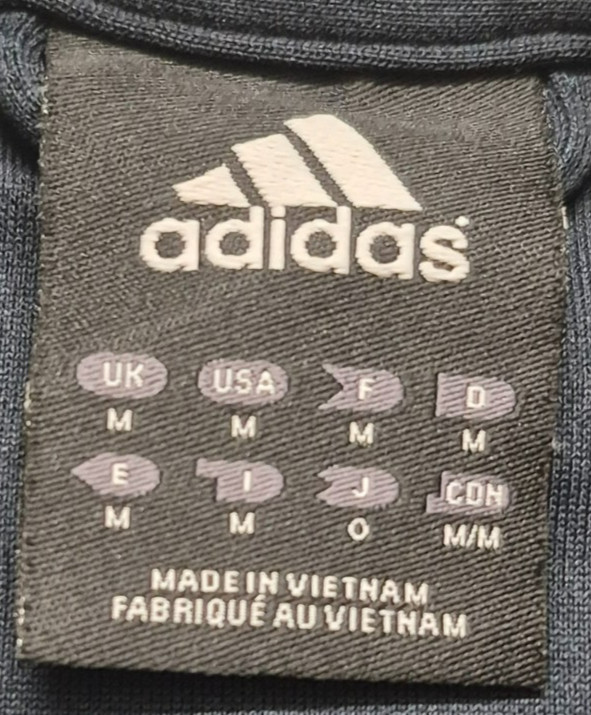 adidas
UK USA F D
M M M M
E I J CDN
M M O M/M
MADE IN VIETNAM
FABRIQUÉ AU VIETNAM